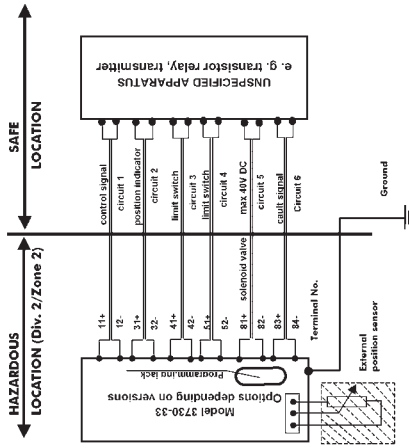 SAFE
LOCATION
UNSPECIFIED APPARATUS
e. g. transistor relay, transmitter
control signal
circuit 1
position indicator
circuit 2
limit switch
circuit 3
limit switch
circuit 4
max 40V DC
circuit 5
cault signal
Circuit 6
Ground
HAZARDOUS
LOCATION (Div. 2/Zone 2)
11+
12-
31+
32-
41+
42-
51+
52-
81+
82-
83+
84-
solenoid valve
Terminal No.
Programming jack
Model 3730-33
Options depending on versions
External
position sensor